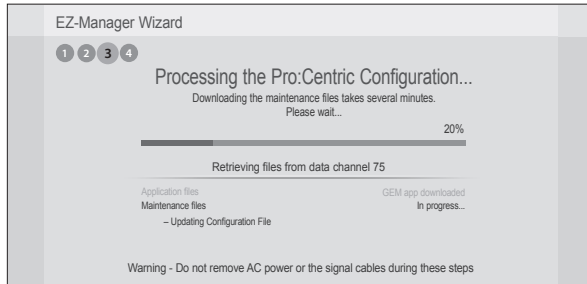 EZ-Manager Wizard
1 2 3 4
Processing the Pro:Centric Configuration...
Downloading the maintenance files takes several minutes.
Please wait...
20%
Retrieving files from data channel 75
Application files GEM app downloaded
Maintenance files In progress...
– Updating Configuration File
Warning - Do not remove AC power or the signal cables during these steps